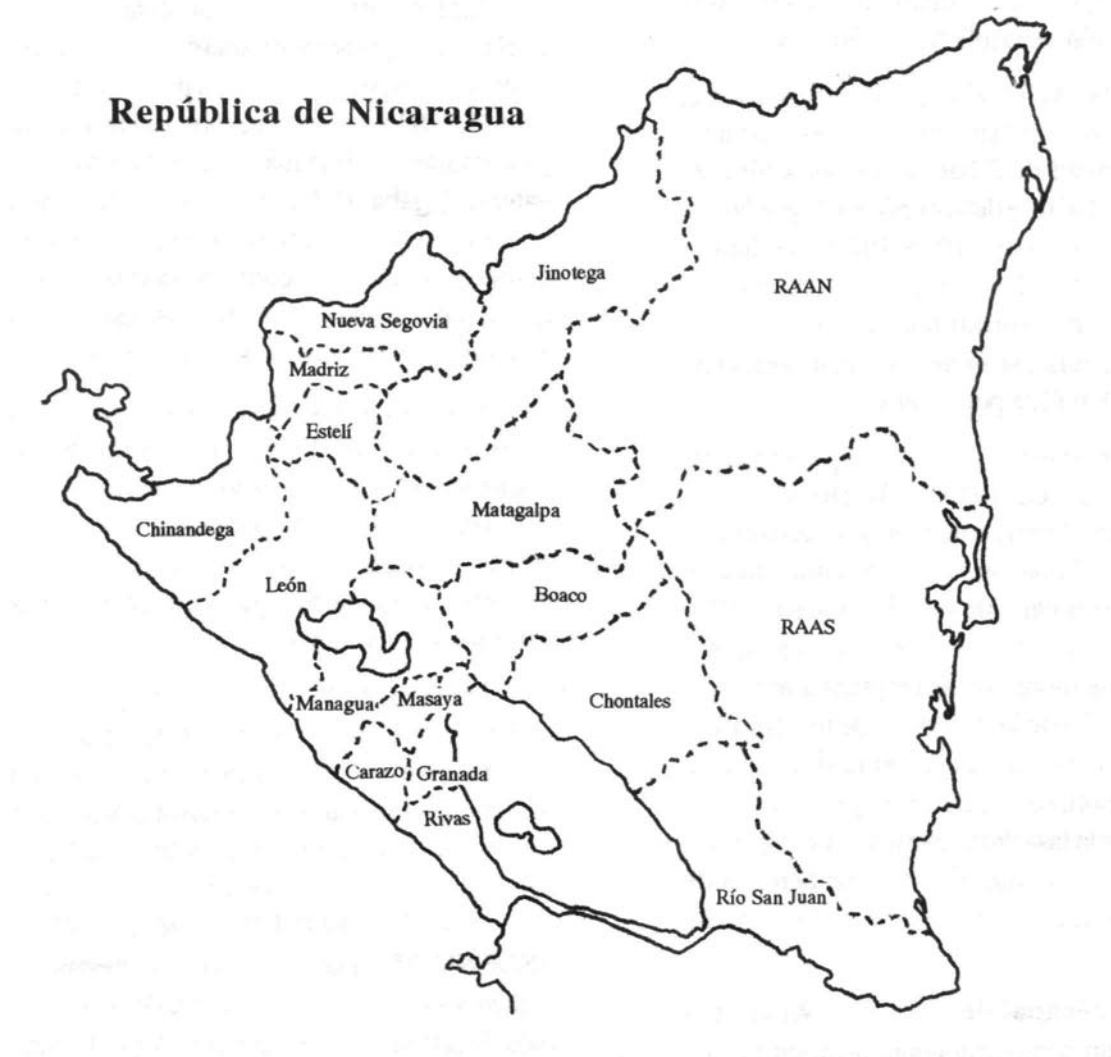 República de Nicaragua
Jinotega
RAAN
Nueva Segovia
Madriz
Estelí
Matagalpa
Chinandega
León
Boaco
RAAS
Managua
Masaya
Chontales
Carazo
Granada
Rivas
Río San Juan